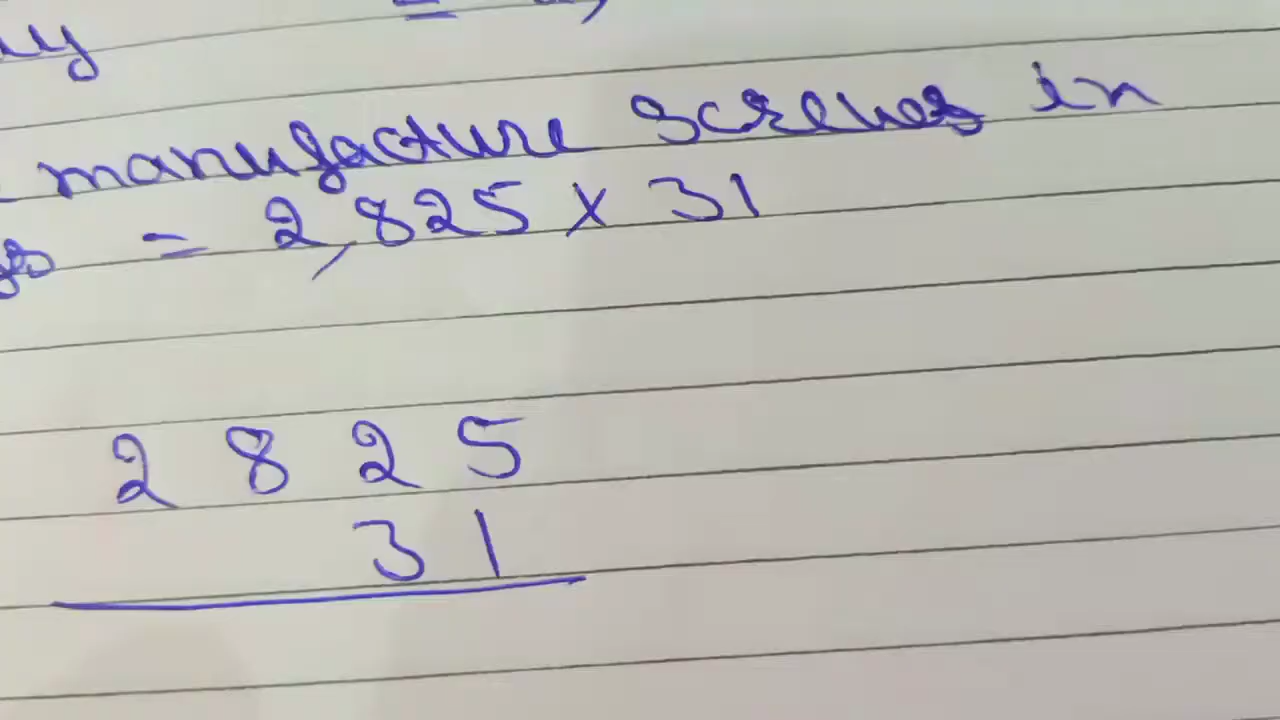 manufacture screws in
= 2,825 × 31
2 8 2 5
3 1